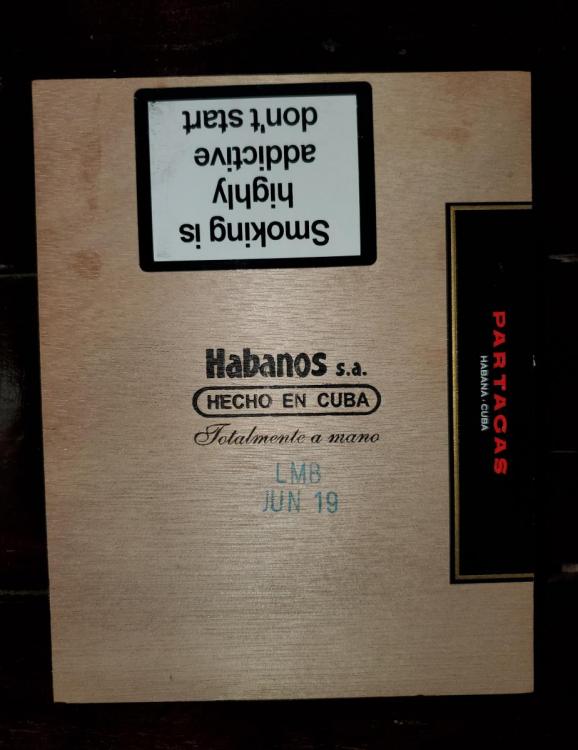 Smoking is
highly
addictive
don't start
Habanos s.a.
HECHO EN CUBA
Totalmente a mano
LMB
JUN 19
PARTAGAS
HABANA · CUBA